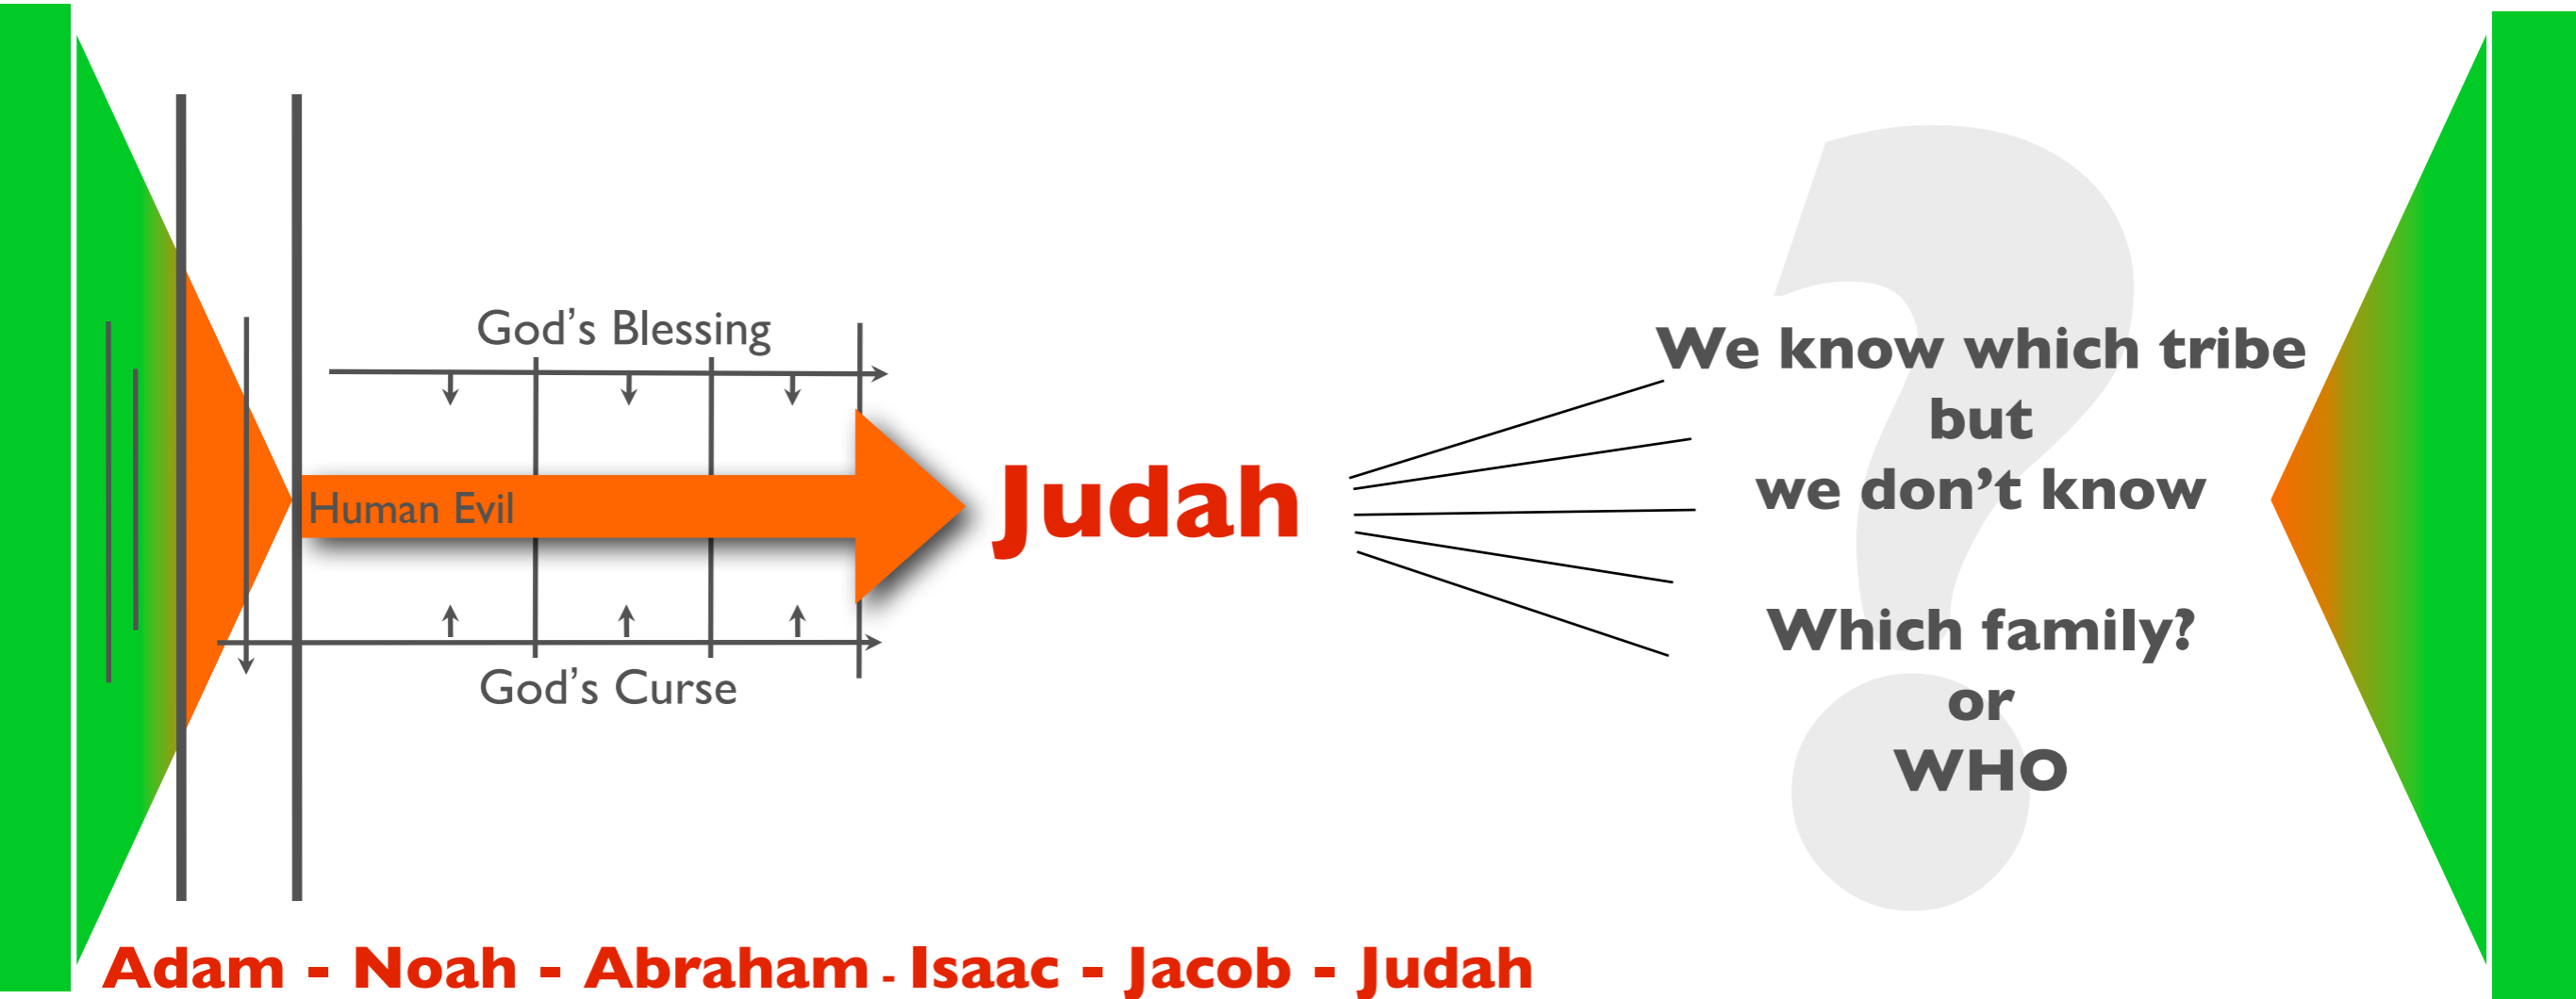 God's Blessing
Human Evil
God's Curse
Judah
We know which tribe
but
we don't know
Which family?
or
WHO
Adam - Noah - Abraham - Isaac - Jacob - Judah